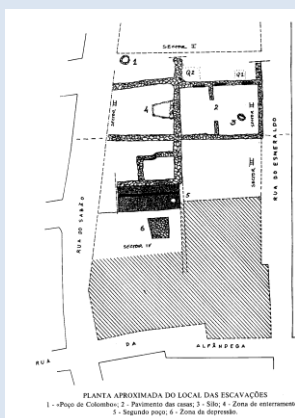 SECTOR I
1
Q2
Q1
4
2
3
SECTOR II
SECTOR III
5
6
SECTOR IV
RUA DO SABÃO
RUA DO ESMERALDO
RUA
DA
ALFÂNDEGA
PLANTA APROXIMADA DO LOCAL DAS ESCAVAÇÕES
1 - «Poço de Colombo»; 2 - Pavimento das casas; 3 - Silo; 4 - Zona de enterramento
5 - Segundo poço; 6 - Zona da depressão.